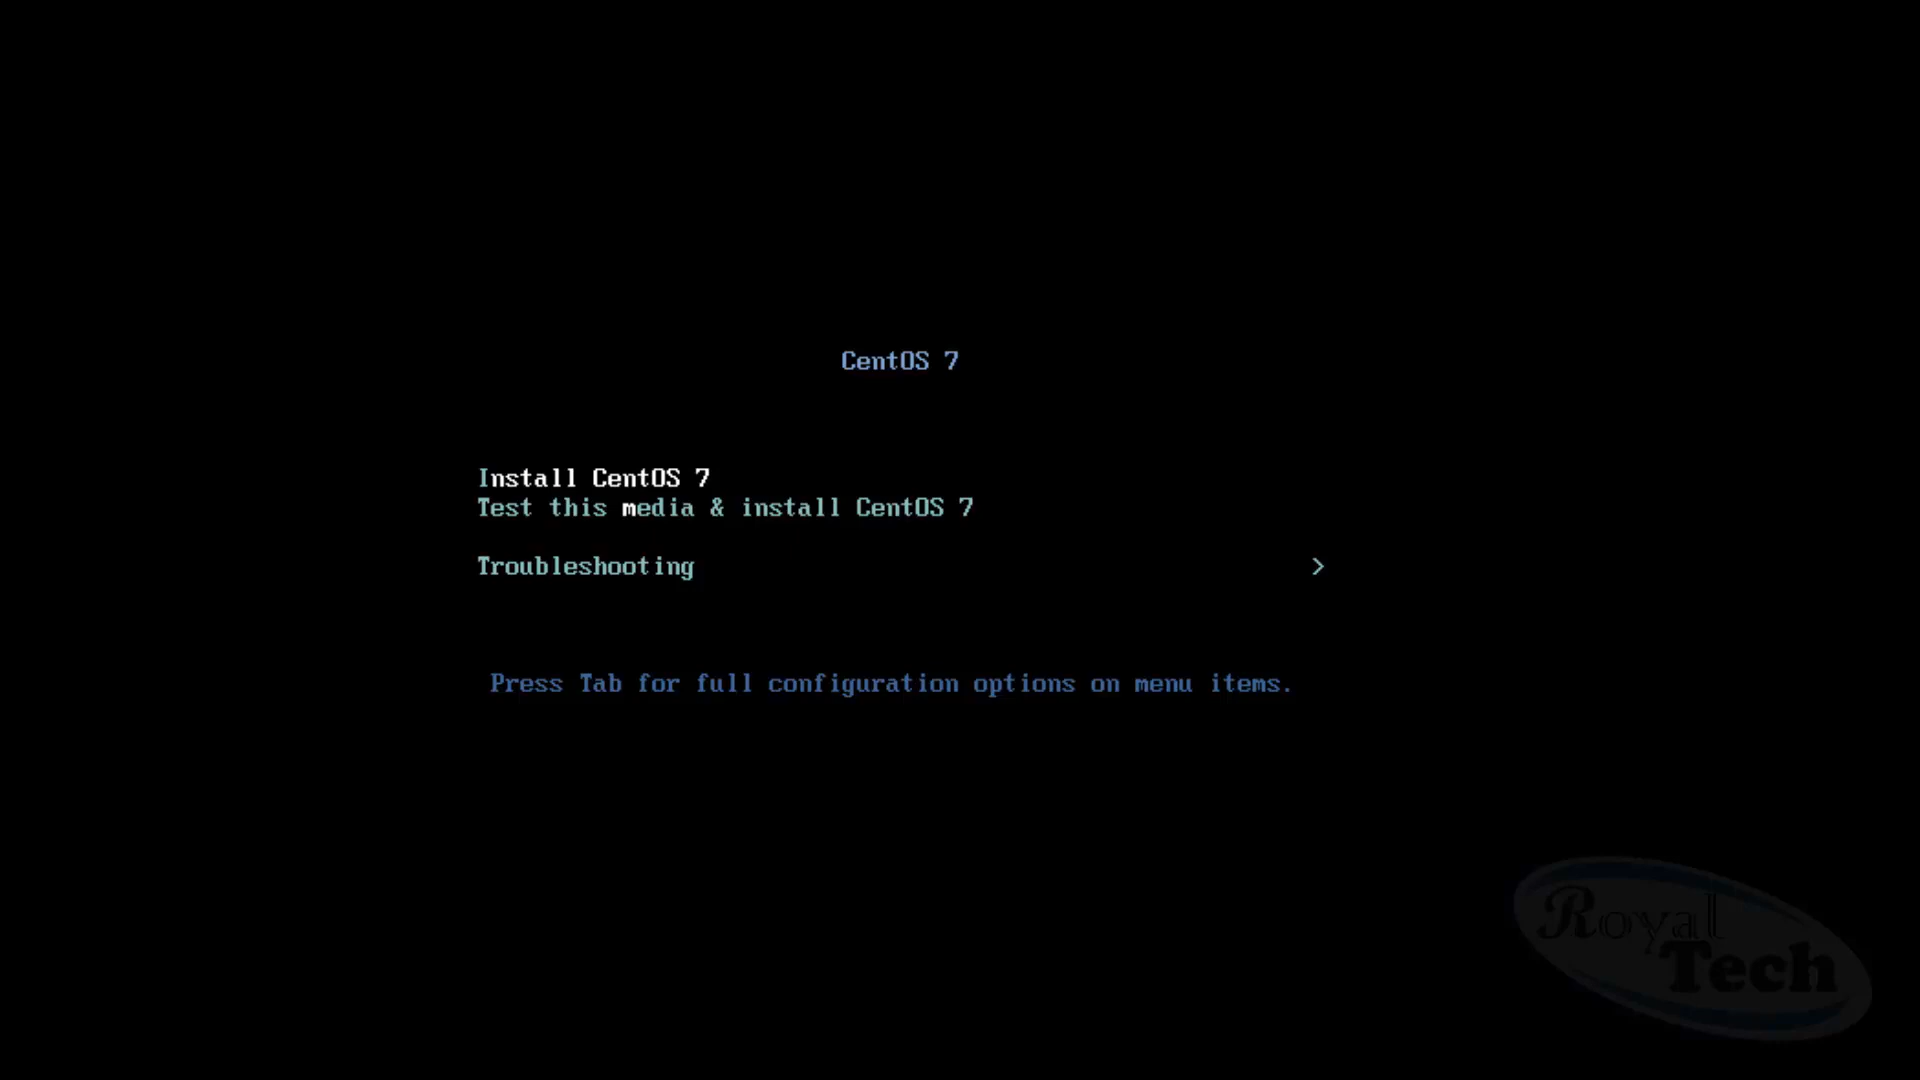 CentOS 7
Install CentOS 7
Test this media & install CentOS 7
Troubleshooting >
Press Tab for full configuration options on menu items.
Royal
Tech